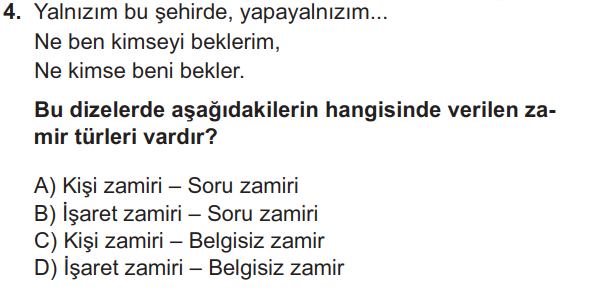 4. Yalnızım bu şehirde, yapayalnızım...
Ne ben kimseyi beklerim,
Ne kimse beni bekler.
Bu dizelerde aşağıdakilerin hangisinde verilen za-
mir türleri vardır?
A) Kişi zamiri – Soru zamiri
B) İşaret zamiri – Soru zamiri
C) Kişi zamiri – Belgisiz zamir
D) İşaret zamiri – Belgisiz zamir